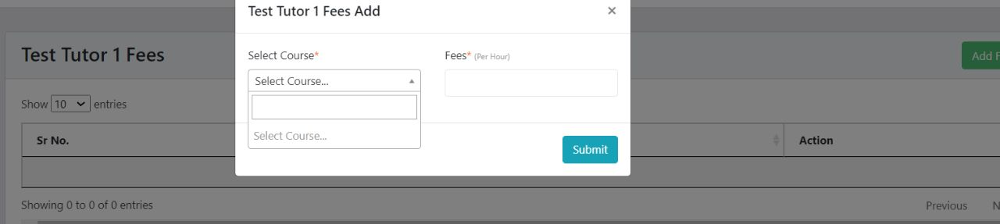 Test Tutor 1 Fees Add
×
Test Tutor 1 Fees
Add F
Select Course*
Fees* (Per Hour)
Select Course...
Show 10 entries
Select Course...
Sr No.
Action
Submit
Showing 0 to 0 of 0 entries
Previous
N